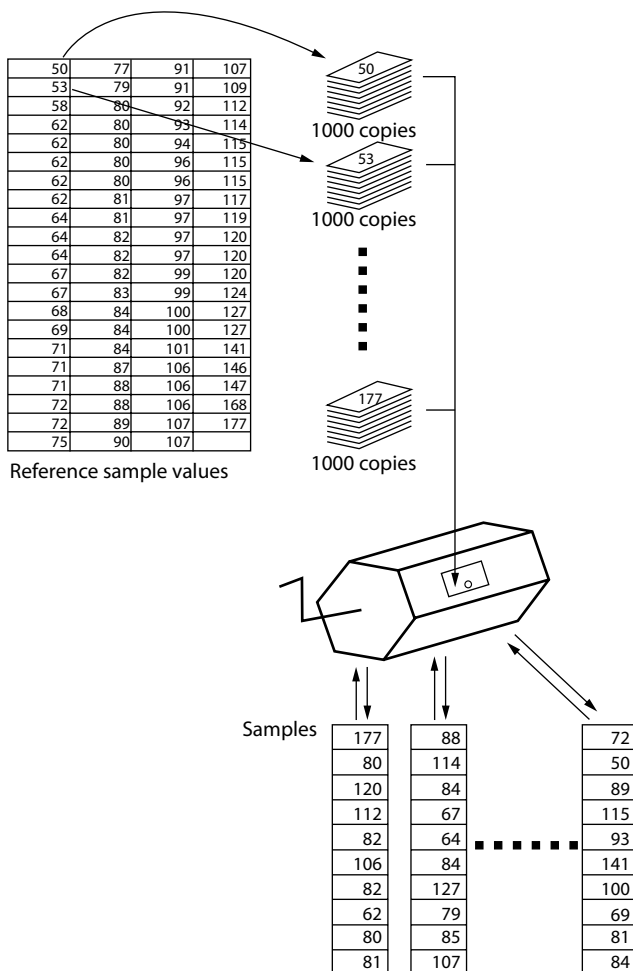 50 77 91 107
53 79 91 109
58 80 92 112
62 80 93 114
62 80 94 115
62 80 96 115
62 80 96 115
62 81 97 117
64 81 97 119
64 82 97 120
64 82 97 120
67 82 99 120
67 83 99 124
68 84 100 127
69 84 100 127
71 84 101 141
71 87 106 146
71 88 106 147
72 88 106 168
72 89 107 177
75 90 107
Reference sample values
50
1000 copies
53
1000 copies
177
1000 copies
Samples
177 88 72
80 114 50
120 84 89
112 67 115
82 64 93
106 84 141
82 127 100
62 79 69
80 85 81
81 107 84